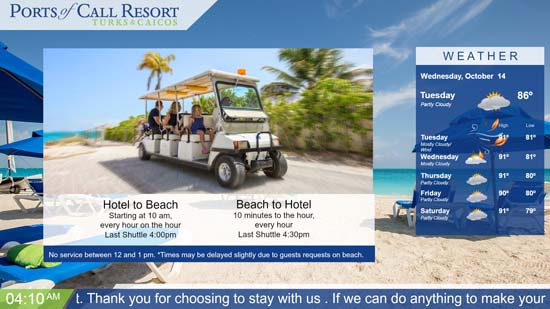 PORTS of CALL RESORT
TURKS & CAICOS
WEATHER
Wednesday, October 14
Tuesday 86º
Partly Cloudy
High Low
Tuesday 91º 81º
Mostly Cloudy/
Wind
Wednesday 91º 81º
Mostly Cloudy
Thursday 91º 80º
Partly Cloudy
Friday 90º 80º
Partly Cloudy
Saturday 91º 79º
Partly Cloudy
Hotel to Beach
Starting at 10 am,
every hour on the hour
Last Shuttle 4:00pm
Beach to Hotel
10 minutes to the hour,
every hour
Last Shuttle 4:30pm
No service between 12 and 1 pm. *Times may be delayed slightly due to guests requests on beach.
04:10 AM t. Thank you for choosing to stay with us . If we can do anything to make your